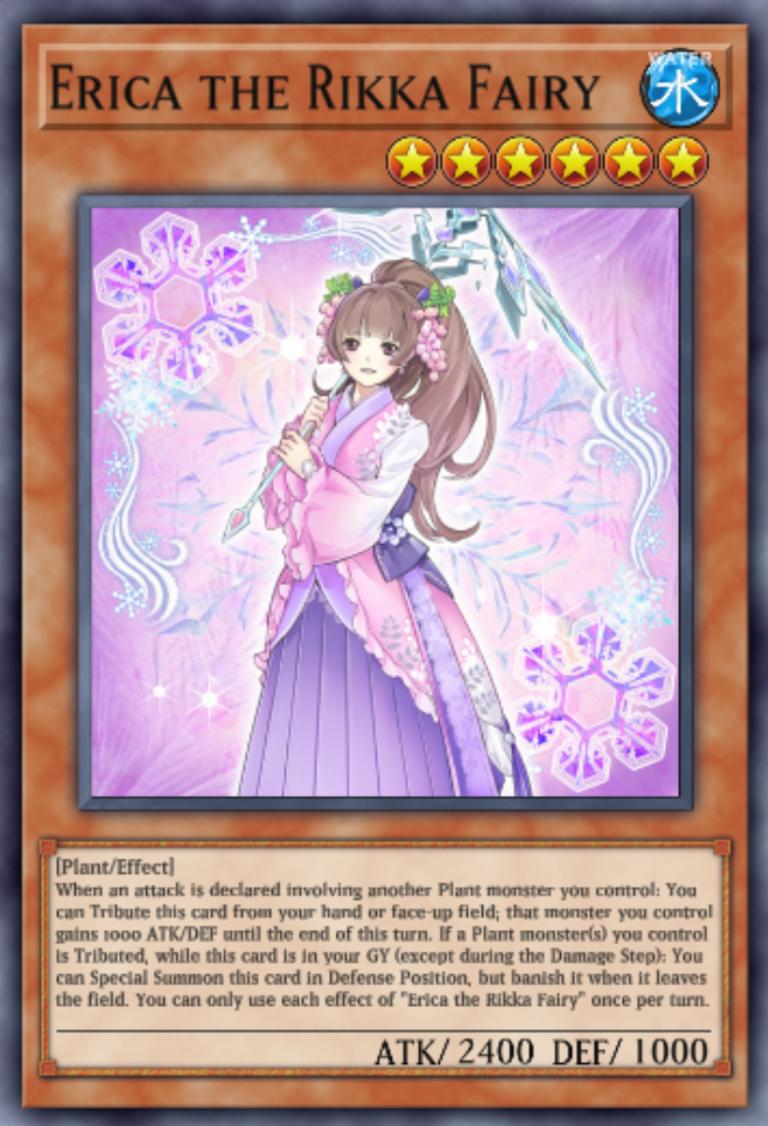 Erica the Rikka Fairy
WATER
水
[Plant/Effect]
When an attack is declared involving another Plant monster you control: You
can Tribute this card from your hand or face-up field; that monster you control
gains 1000 ATK/DEF until the end of this turn. If a Plant monster(s) you control
is Tributed, while this card is in your GY (except during the Damage Step): You
can Special Summon this card in Defense Position, but banish it when it leaves
the field. You can only use each effect of "Erica the Rikka Fairy" once per turn.
ATK/ 2400 DEF/ 1000